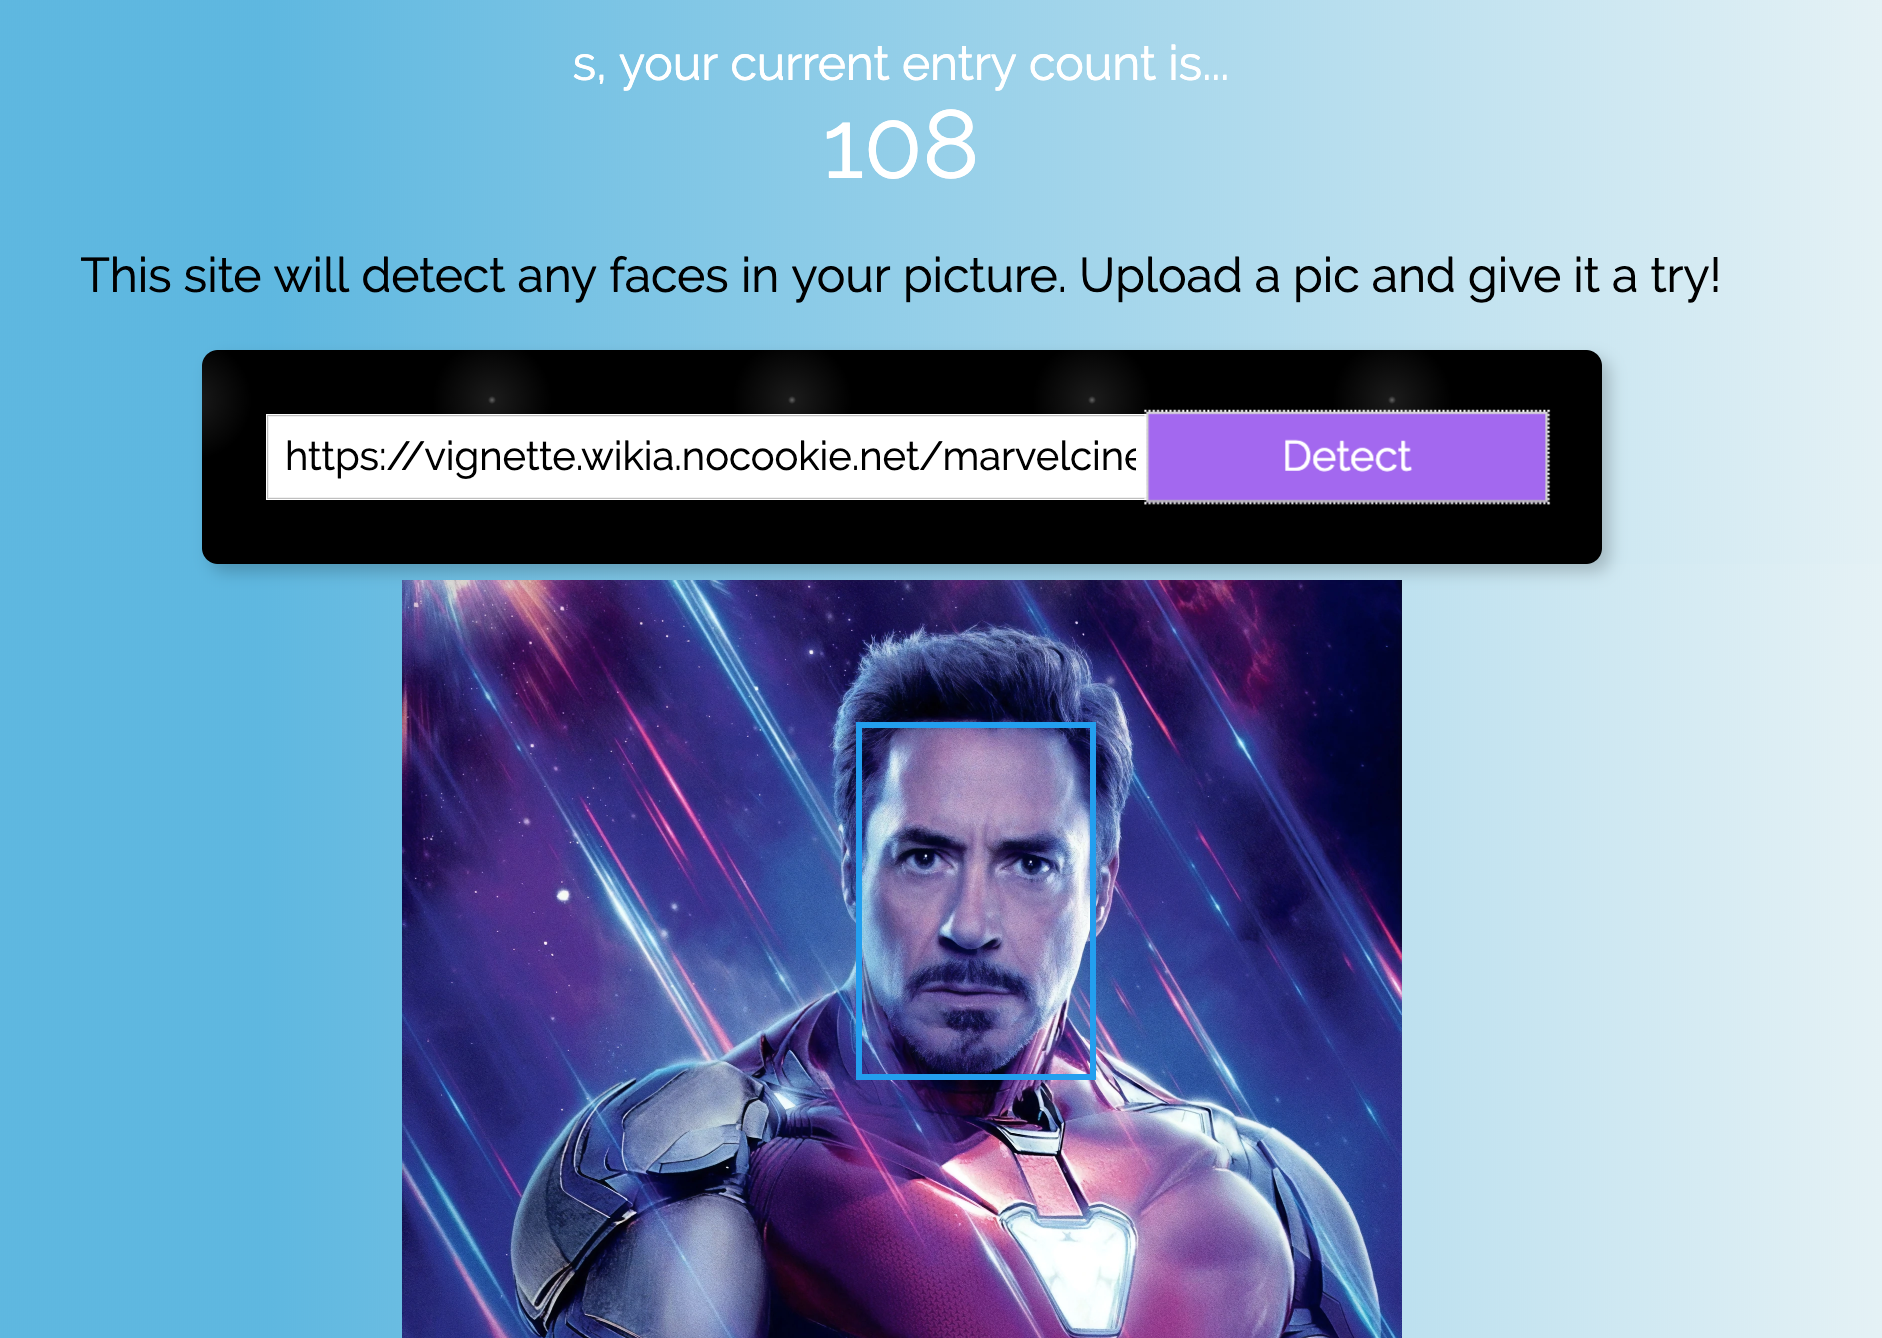 s, your current entry count is...
108
This site will detect any faces in your picture. Upload a pic and give it a try!
https://vignette.wikia.nocookie.net/marvelcine
Detect